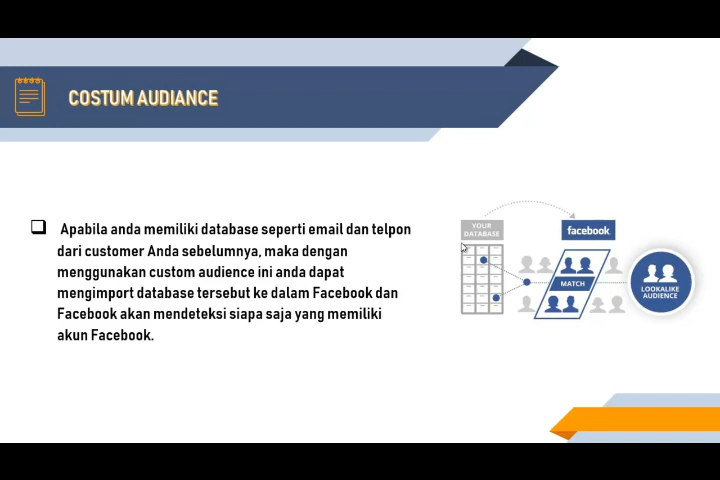 COSTUM AUDIANCE
Apabila anda memiliki database seperti email dan telpon
dari customer Anda sebelumnya, maka dengan
menggunakan custom audience ini anda dapat
mengimport database tersebut ke dalam Facebook dan
Facebook akan mendeteksi siapa saja yang memiliki
akun Facebook.
YOUR
DATABASE
facebook
MATCH
LOOKALIKE
AUDIENCE